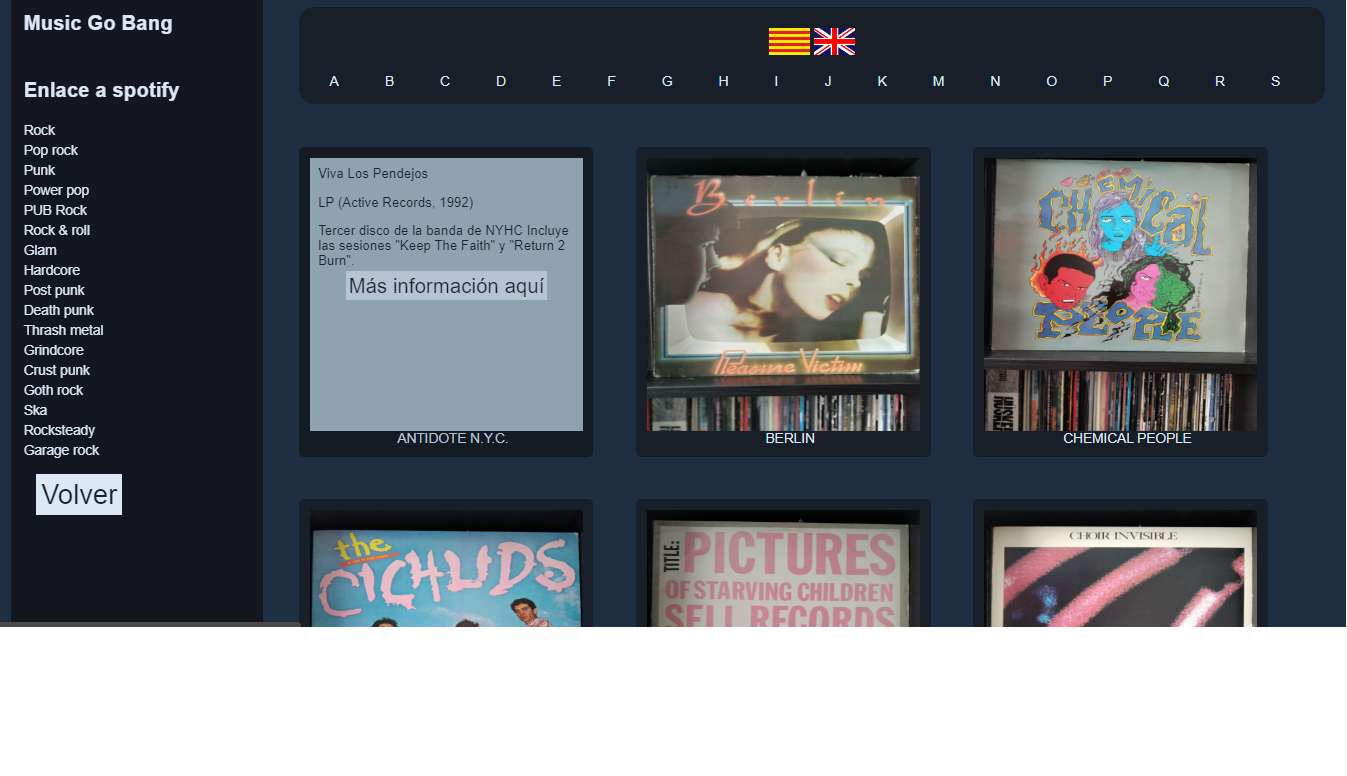 Music Go Bang
Enlace a spotify
Rock
Pop rock
Punk
Power pop
PUB Rock
Rock & roll
Glam
Hardcore
Post punk
Death punk
Thrash metal
Grindcore
Crust punk
Goth rock
Ska
Rocksteady
Garage rock
Volver
A B C D E F G H I J K M N O P Q R S
Viva Los Pendejos
LP (Active Records, 1992)
Tercer disco de la banda de NYHC Incluye
las sesiones "Keep The Faith" y "Return 2
Burn".
Más información aquí
ANTIDOTE N.Y.C.
Berlin
Pleasure Victim
BERLIN
CHEMICAL
PEOPLE
CHEMICAL PEOPLE
the
CICHLIDS
TITLE:
PICTURES
OF STARVING CHILDREN
SELL RECORDS
CHOIR INVISIBLE